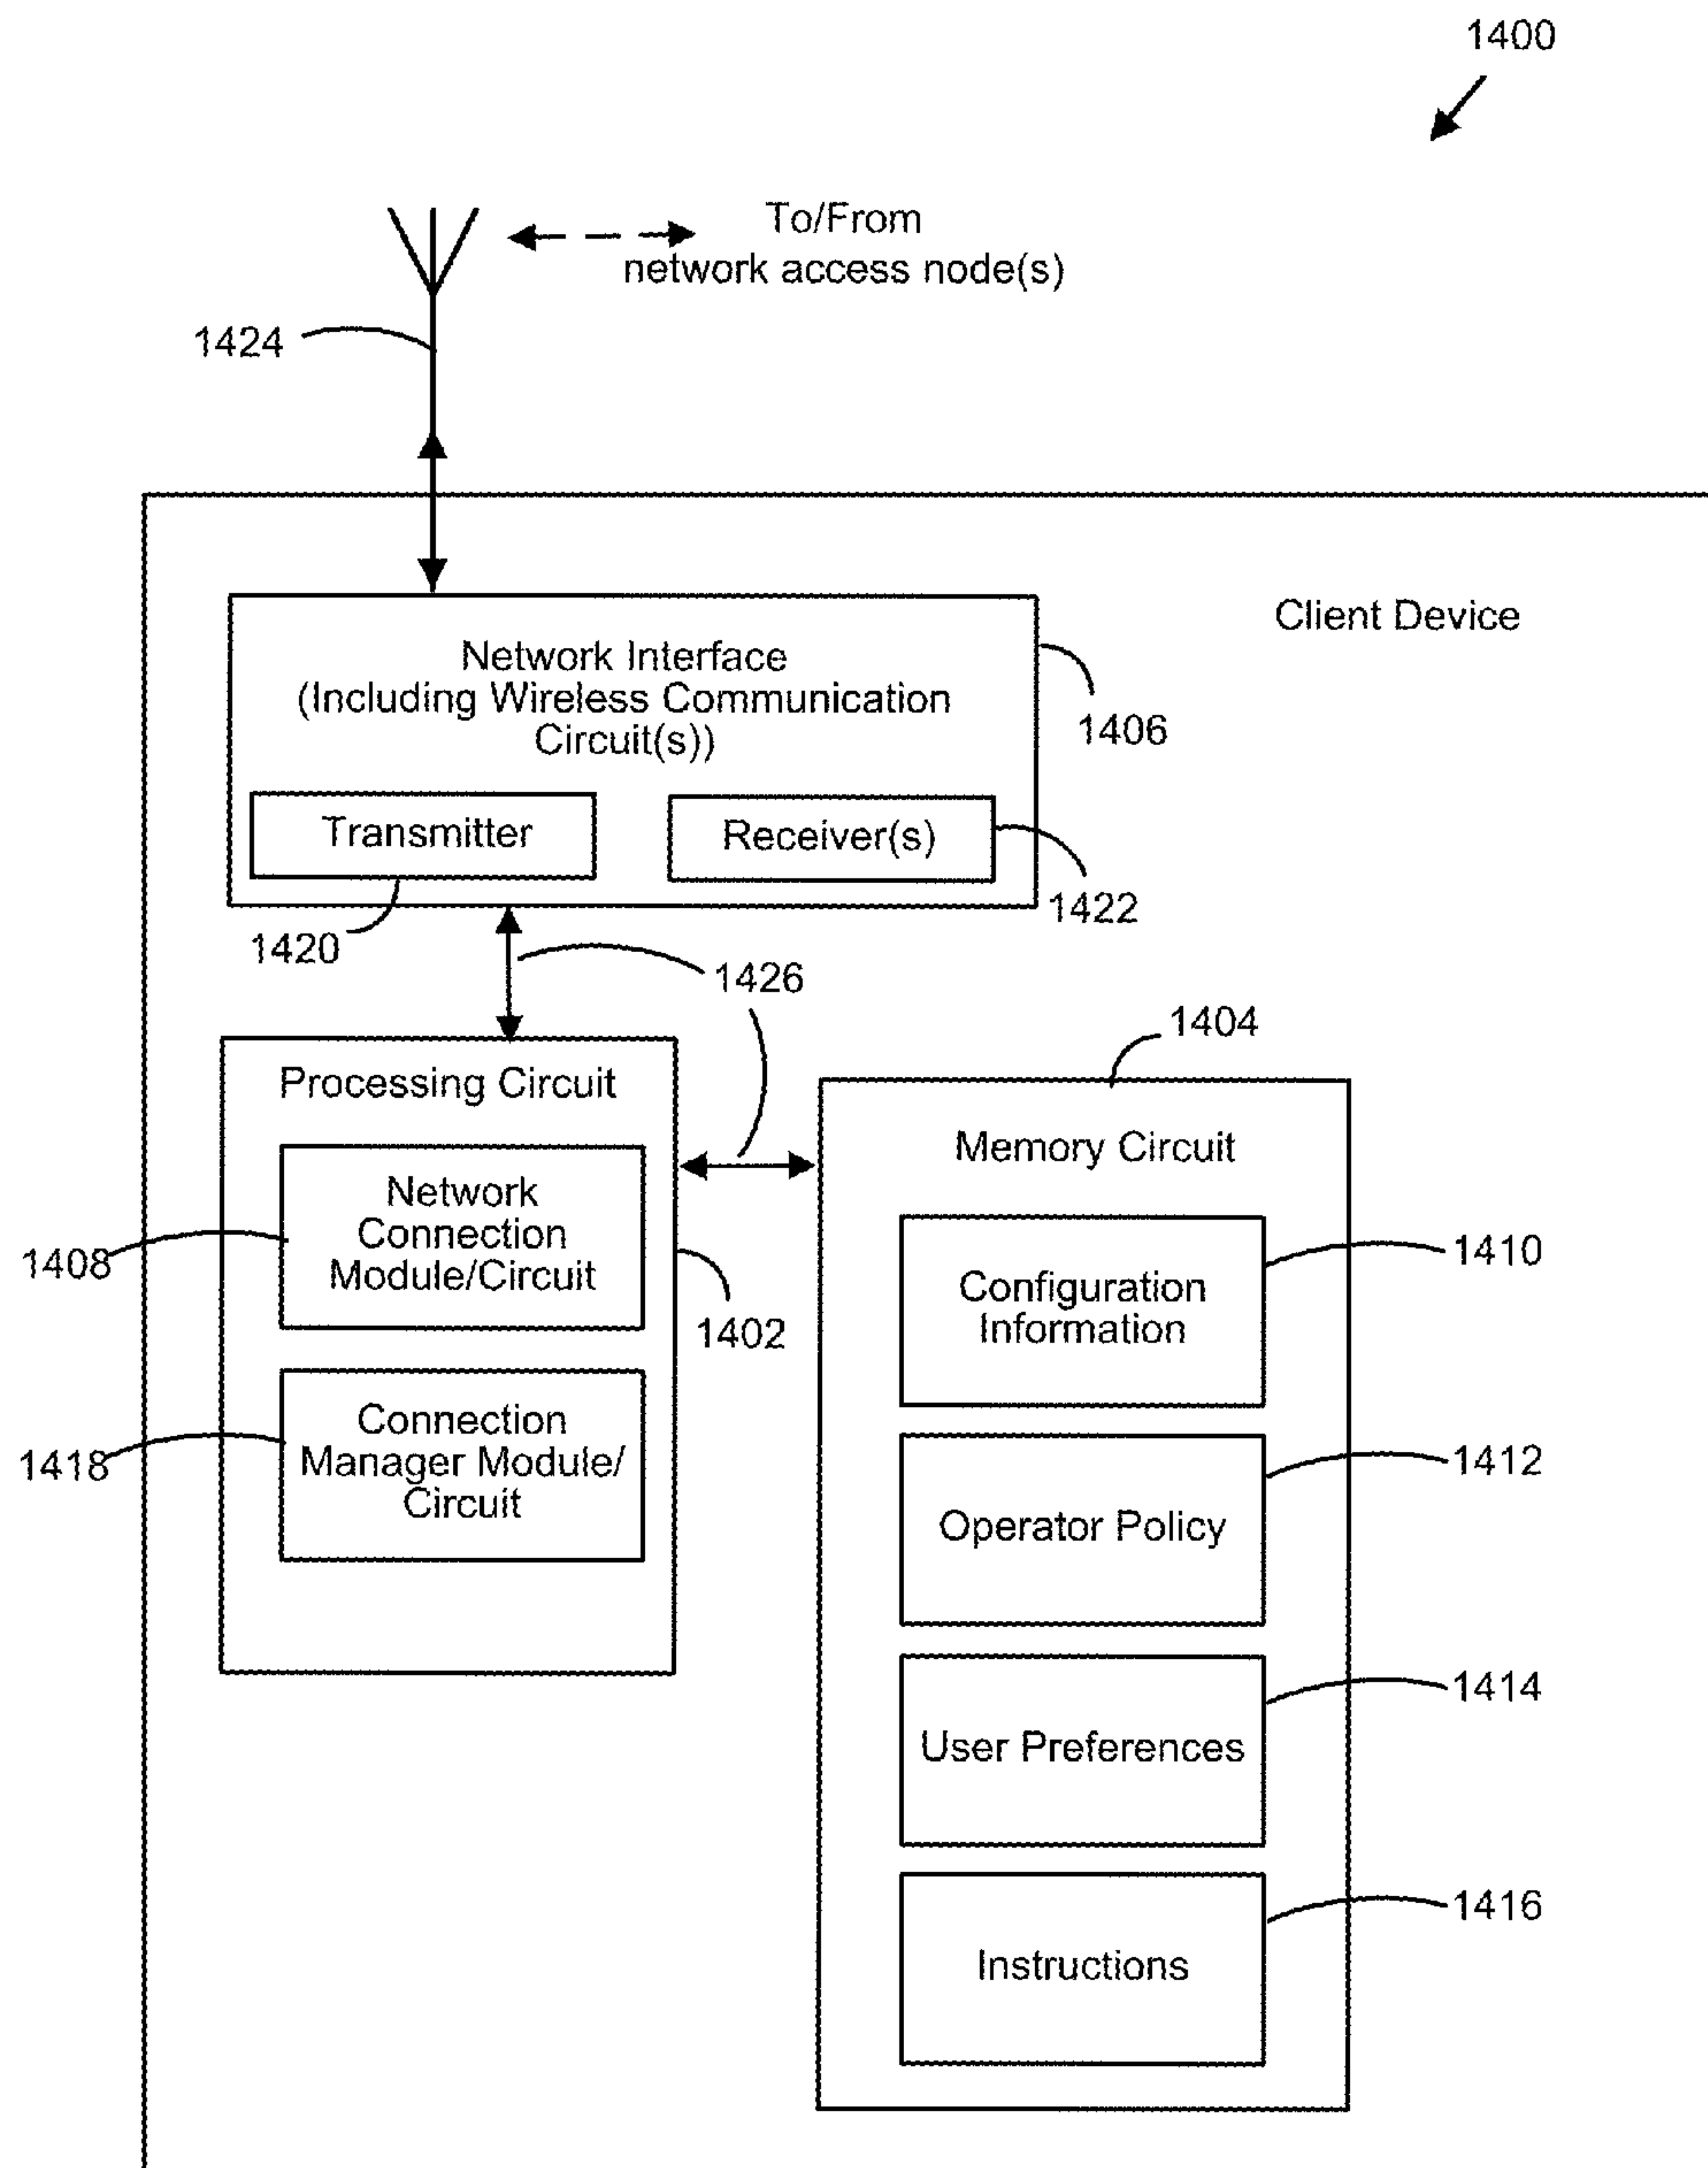 1400
To/From
network access node(s)
1424
Client Device
Network Interface
(Including Wireless Communication
Circuit(s))
1406
Transmitter
Receiver(s)
1422
1420
1426
1404
Processing Circuit
Memory Circuit
Network
Connection
Module/Circuit
1408
1402
Connection
Manager Module/
Circuit
1418
Configuration
Information
1410
Operator Policy
1412
User Preferences
1414
Instructions
1416